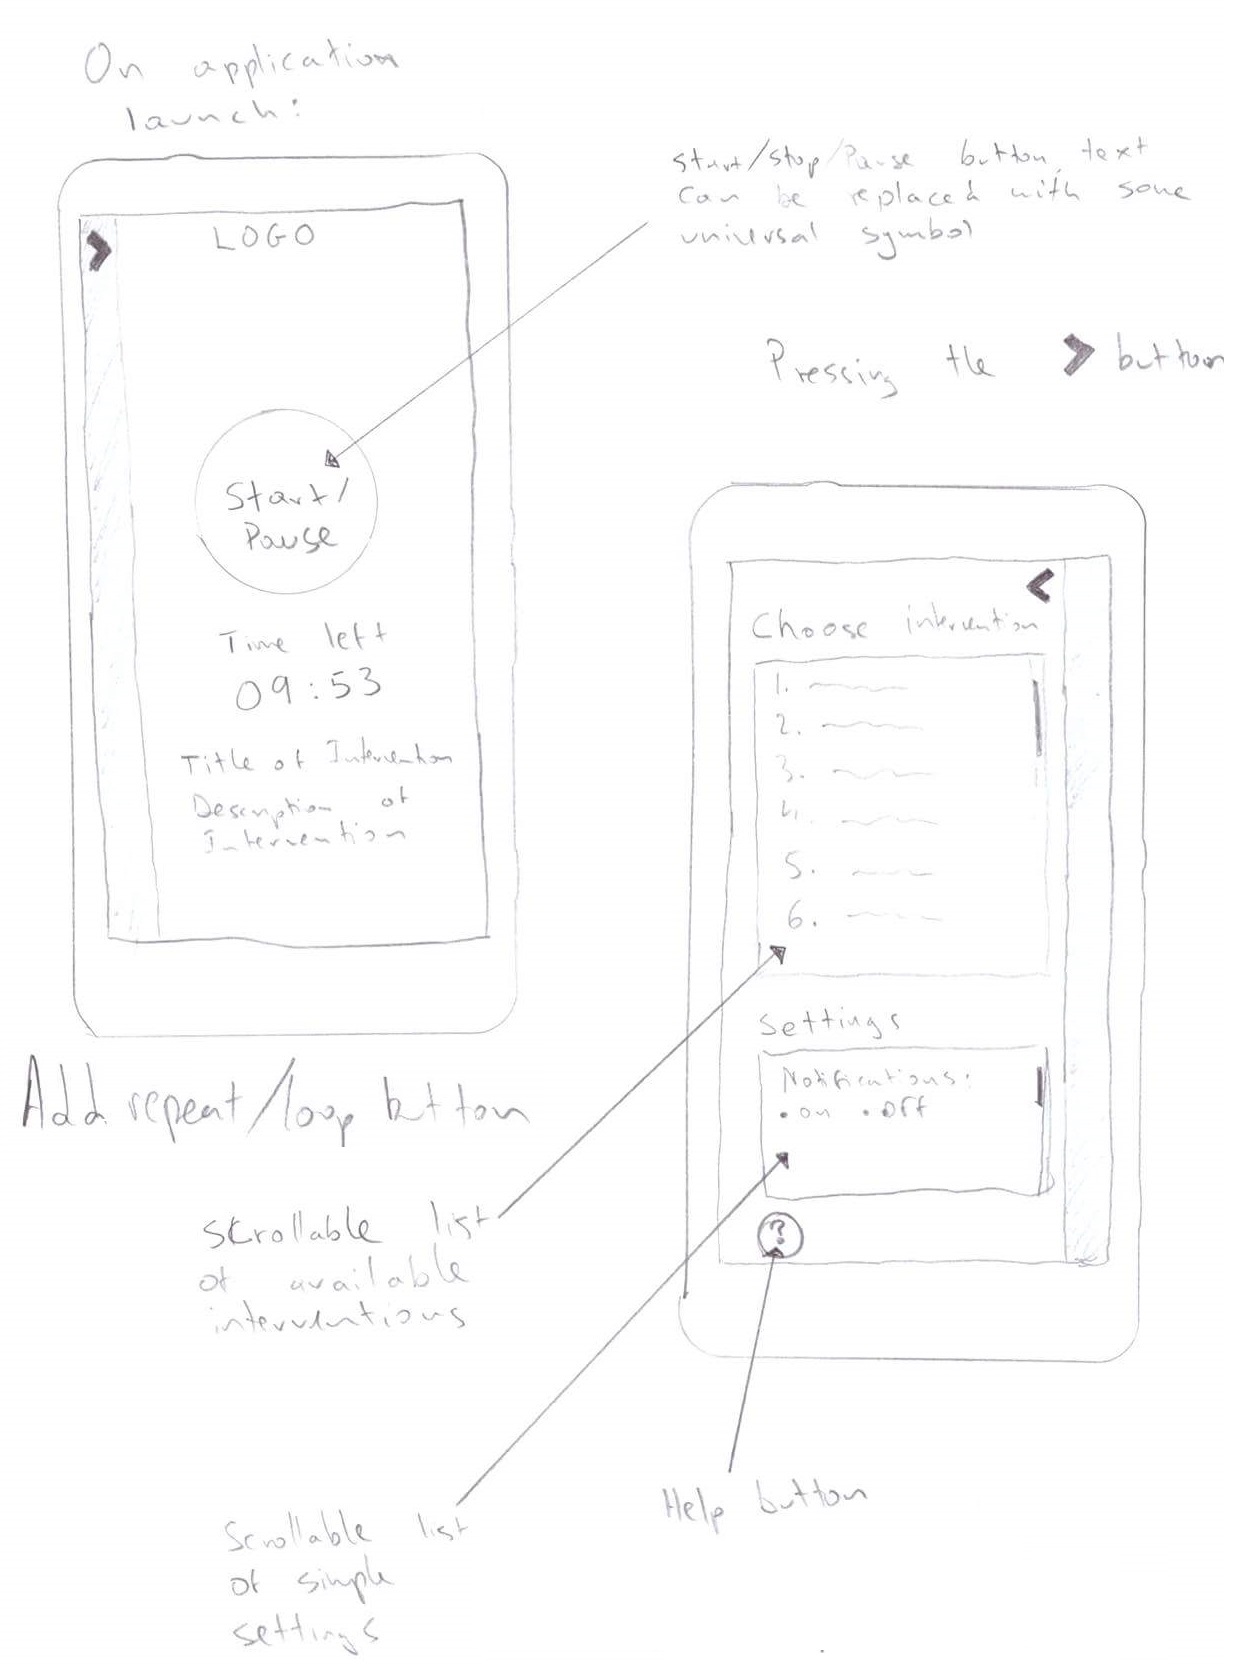 On application
launch:
LOGO
Start/
Pause
Time left
09:53
Title of Intervention
Description of
Intervention
Add repeat/loop button
start/stop/Pause button, text
can be replaced with some
universal symbol
Pressing the > button
<
Choose intervention
1.
2.
3.
4.
5.
6.
Settings
Notifications:
• on • off
?
Scrollable list
of available
interventions
Scrollable list
of simple
settings
Help button